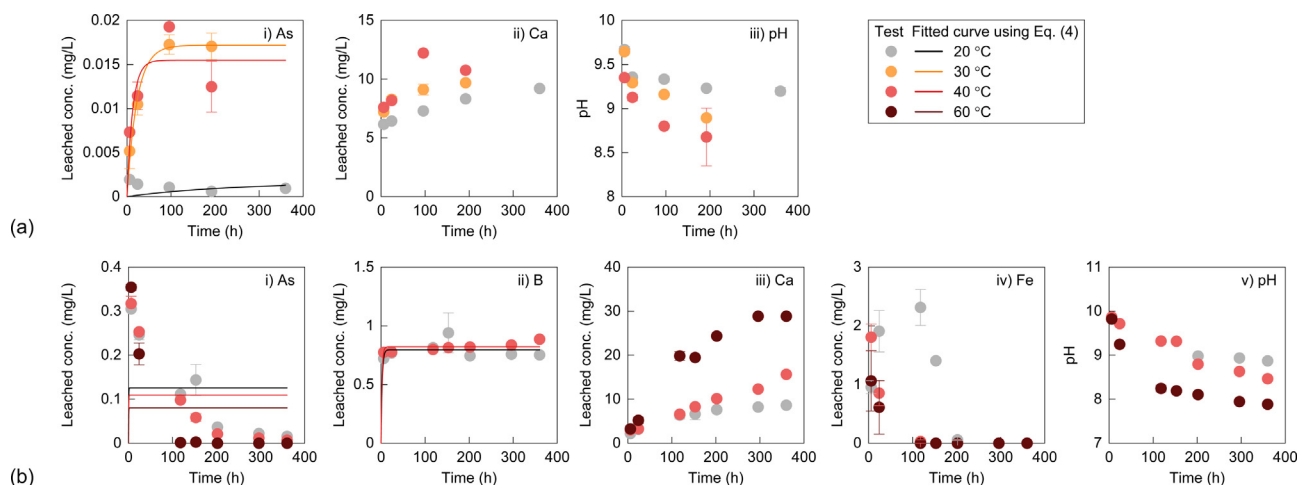 i) As
Leached conc. (mg/L)
0.02
0.015
0.01
0.005
0
0 100 200 300 400
Time (h)
ii) Ca
Leached conc. (mg/L)
15
10
5
0
0 100 200 300 400
Time (h)
iii) pH
pH
10
9.5
9
8.5
8
0 100 200 300 400
Time (h)
Test Fitted curve using Eq. (4)
20 °C
30 °C
40 °C
60 °C
(a)
i) As
Leached conc. (mg/L)
0.4
0.3
0.2
0.1
0
0 100 200 300 400
Time (h)
ii) B
Leached conc. (mg/L)
1.5
1
0.5
0
0 100 200 300 400
Time (h)
iii) Ca
Leached conc. (mg/L)
40
30
20
10
0
0 100 200 300 400
Time (h)
iv) Fe
Leached conc. (mg/L)
3
2
1
0
0 100 200 300 400
Time (h)
v) pH
pH
11
10
9
8
7
0 100 200 300 400
Time (h)
(b)